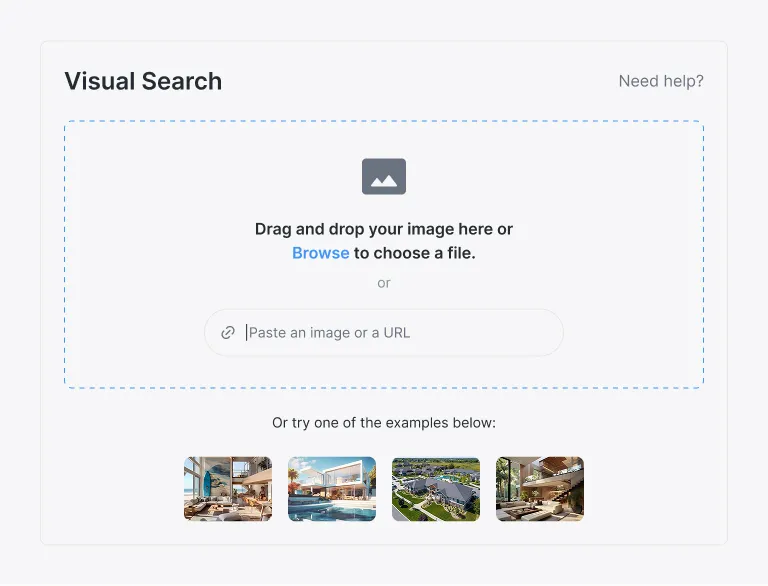 Visual Search
Need help?
Drag and drop your image here or
Browse to choose a file.
or
Paste an image or a URL
Or try one of the examples below: